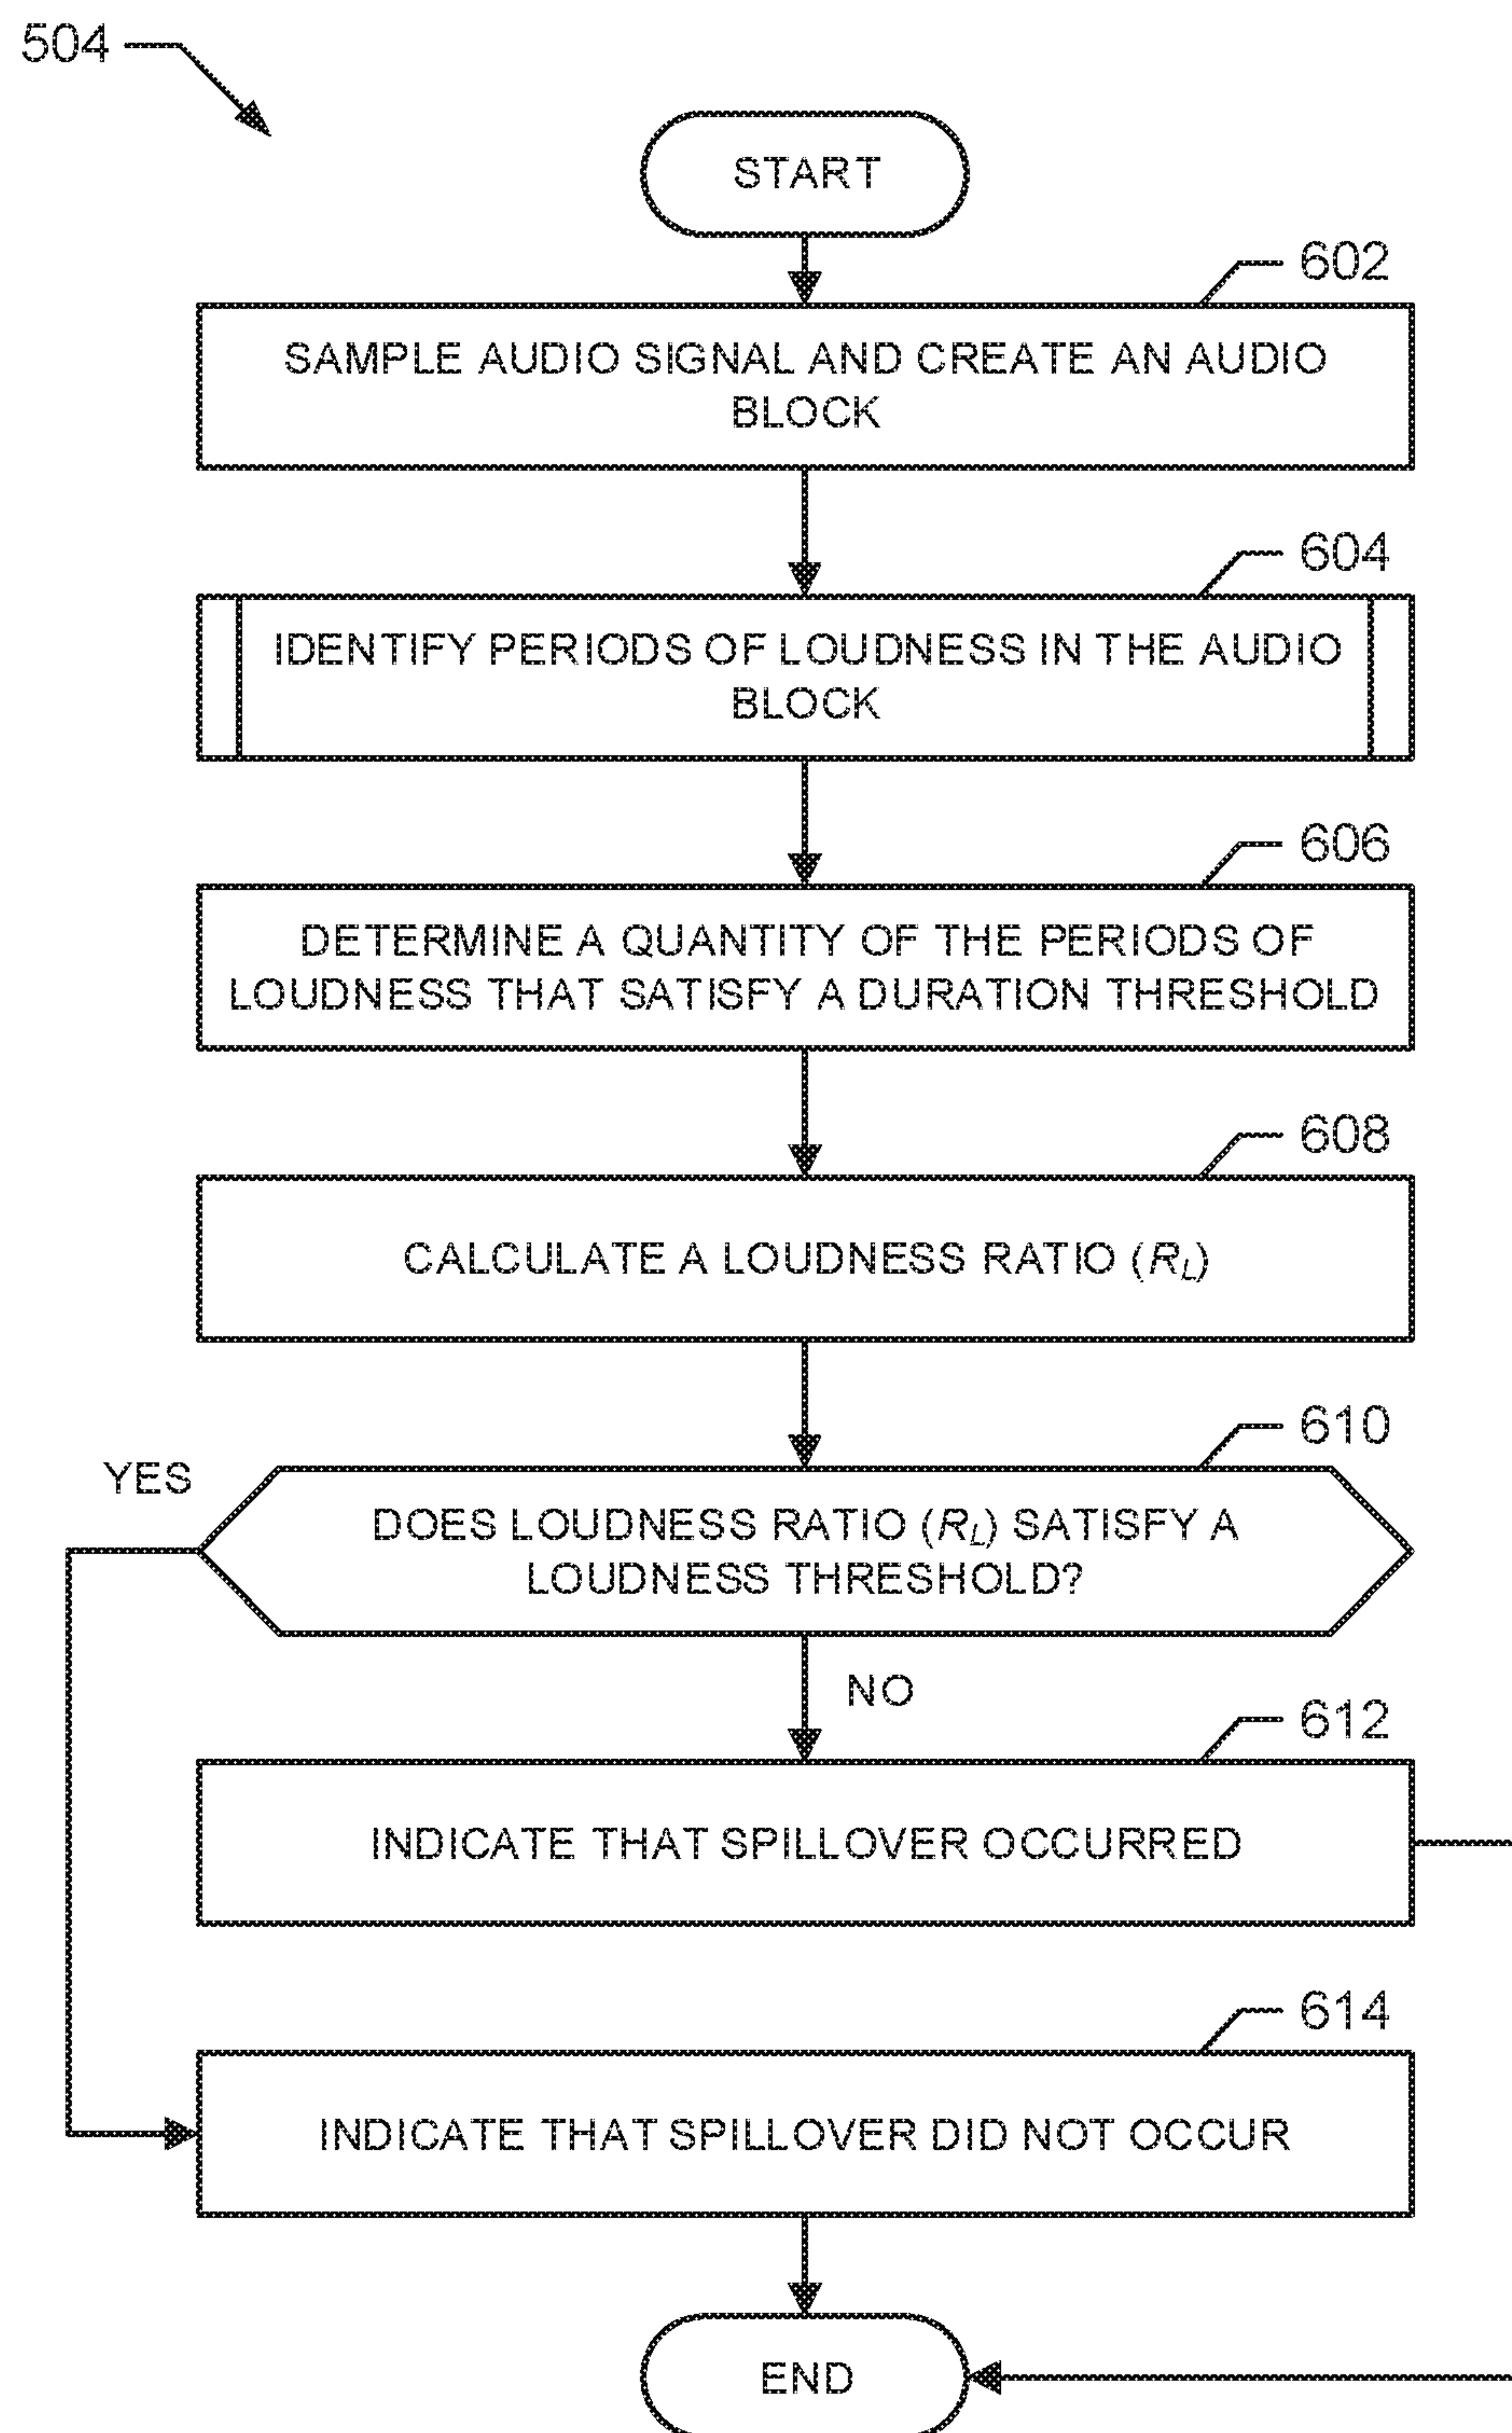 504
START
602
SAMPLE AUDIO SIGNAL AND CREATE AN AUDIO
BLOCK
604
IDENTIFY PERIODS OF LOUDNESS IN THE AUDIO
BLOCK
606
DETERMINE A QUANTITY OF THE PERIODS OF
LOUDNESS THAT SATISFY A DURATION THRESHOLD
608
CALCULATE A LOUDNESS RATIO (RL)
610
YES
DOES LOUDNESS RATIO (RL) SATISFY A
LOUDNESS THRESHOLD?
NO
612
INDICATE THAT SPILLOVER OCCURRED
614
INDICATE THAT SPILLOVER DID NOT OCCUR
END